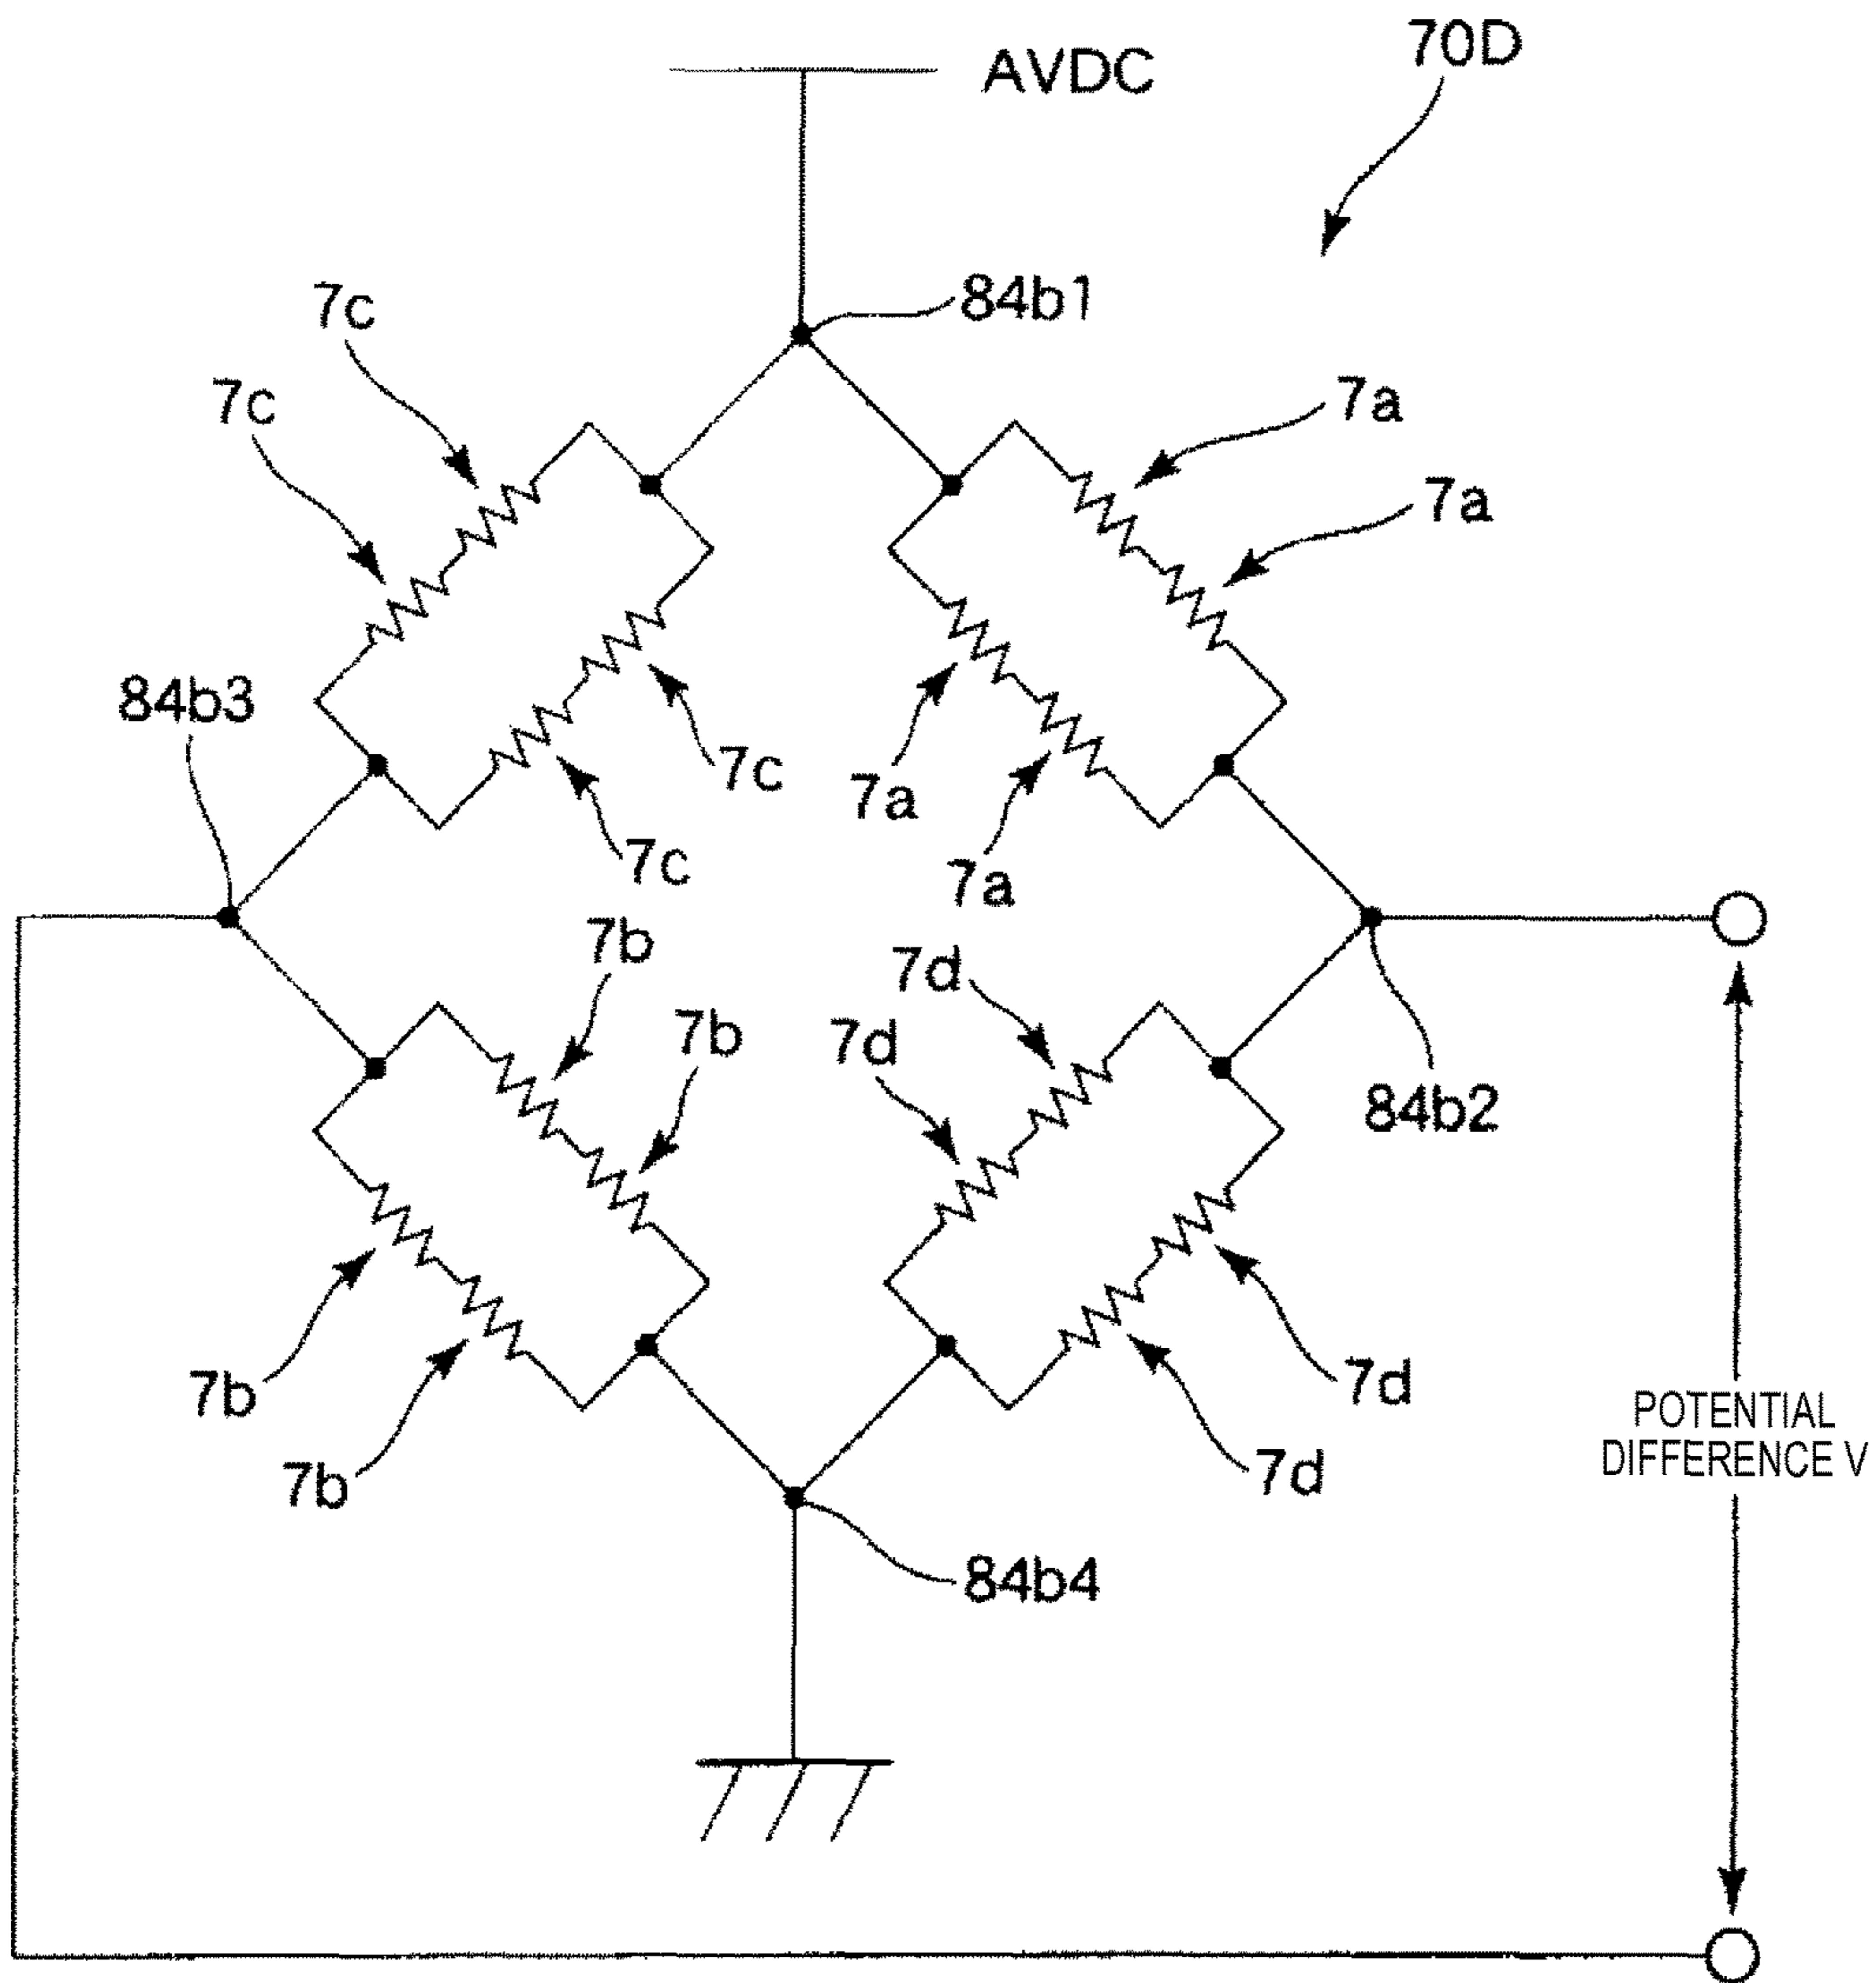 70D
AVDC
84b1
7c
7c
7a
7a
84b3
7c
7a
7c
7a
7b
7d
7b
7d
84b2
7b
7d
7b
7d
POTENTIAL
DIFFERENCE V
84b4